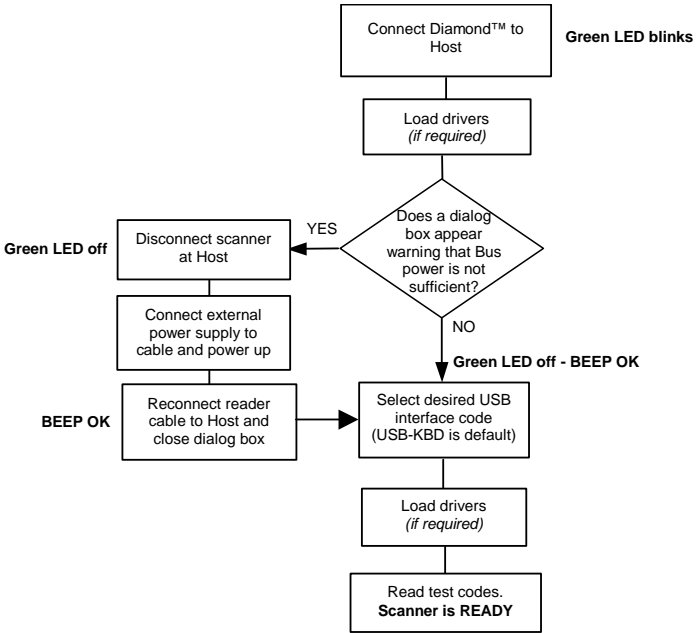 Connect Diamond™ to
Host
Green LED blinks
Load drivers
(if required)
Does a dialog
box appear
warning that Bus
power is not
sufficient?
YES
Green LED off
Disconnect scanner
at Host
Connect external
power supply to
cable and power up
NO
Green LED off - BEEP OK
BEEP OK
Reconnect reader
cable to Host and
close dialog box
Select desired USB
interface code
(USB-KBD is default)
Load drivers
(if required)
Read test codes.
Scanner is READY